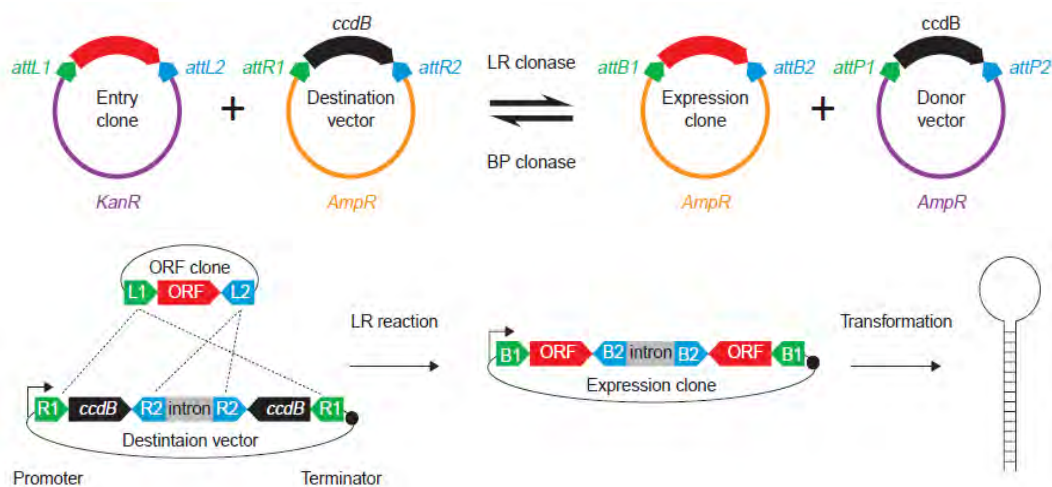 ccdB
ccdB
attL1
attL2
attR1
attR2
LR clonase
attB1
attB2
attP1
attP2
Entry
clone
+
Destination
vector
Expression
clone
+
Donor
vector
BP clonase
KanR
AmpR
AmpR
AmpR
ORF clone
L1
ORF
L2
LR reaction
Transformation
B1
ORF
B2
intron
B2
ORF
B1
Expression clone
R1
ccdB
R2
intron
R2
ccdB
R1
Destintaion vector
Promoter
Terminator